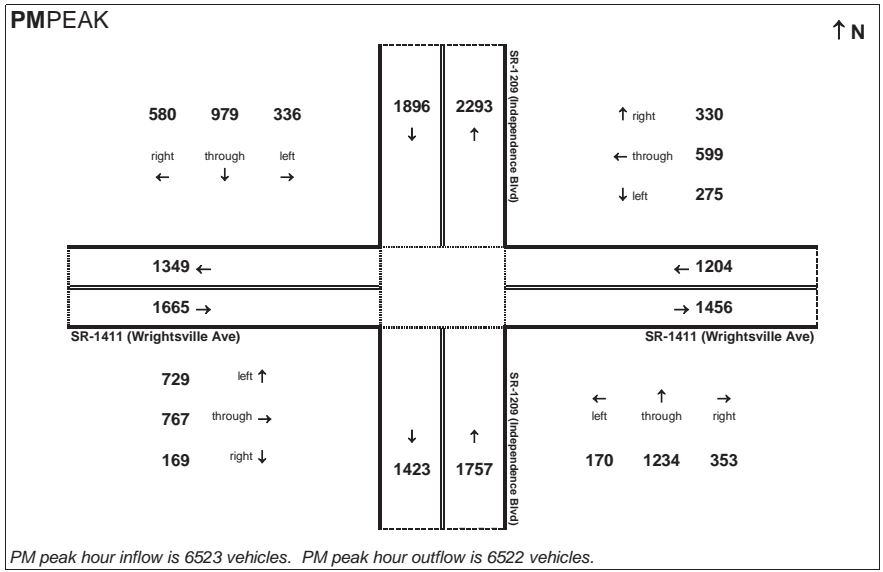 PMPEAK
↑ N
SR-1209 (Independence Blvd)
580 979 336
right through left
← ↓ →
1896 2293
↓ ↑
↑ right 330
← through 599
↓ left 275
1349 ←
1665 →
← 1204
→ 1456
SR-1411 (Wrightsville Ave)
SR-1411 (Wrightsville Ave)
729 left ↑
767 through →
169 right ↓
↓ ↑
1423 1757
SR-1209 (Independence Blvd)
← ↑ →
left through right
170 1234 353
PM peak hour inflow is 6523 vehicles. PM peak hour outflow is 6522 vehicles.